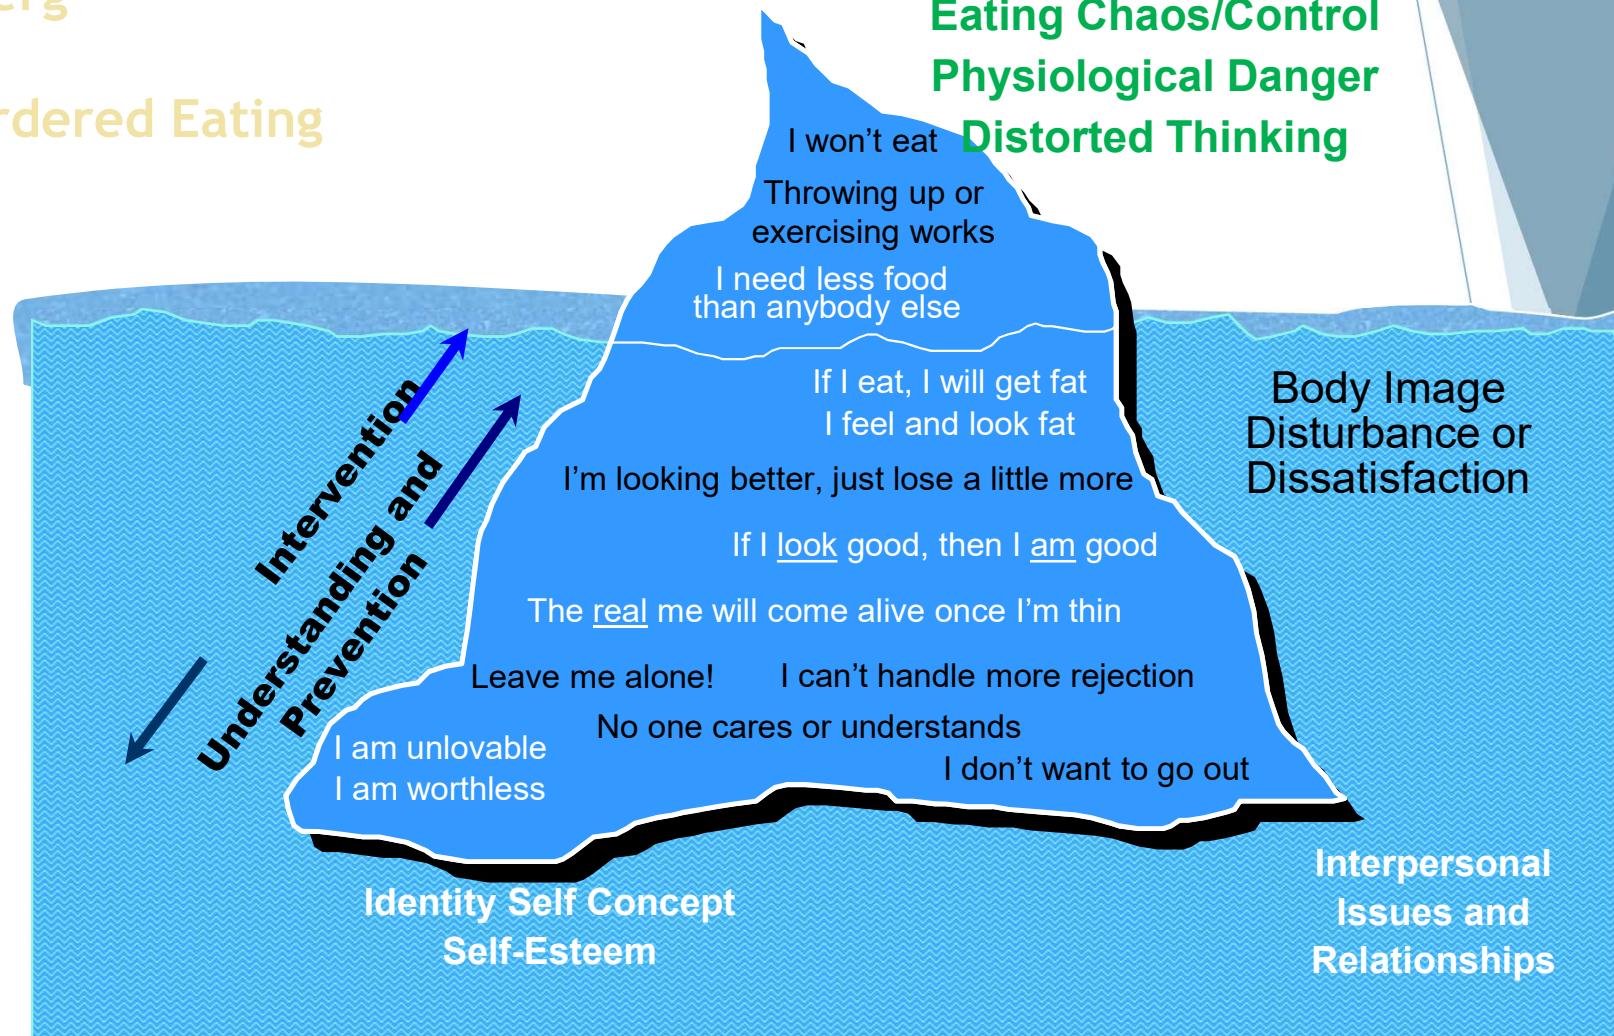 Eating Chaos/Control
Physiological Danger
rdered Eating
Distorted Thinking
I won't eat
Throwing up or
exercising works
I need less food
than anybody else
If I eat, I will get fat
I feel and look fat
I'm looking better, just lose a little more
If I look good, then I am good
The real me will come alive once I'm thin
Leave me alone!
I can't handle more rejection
No one cares or understands
I don't want to go out
I am unlovable
I am worthless
Intervention
Understanding and
Prevention
Body Image
Disturbance or
Dissatisfaction
Identity Self Concept
Self-Esteem
Interpersonal
Issues and
Relationships